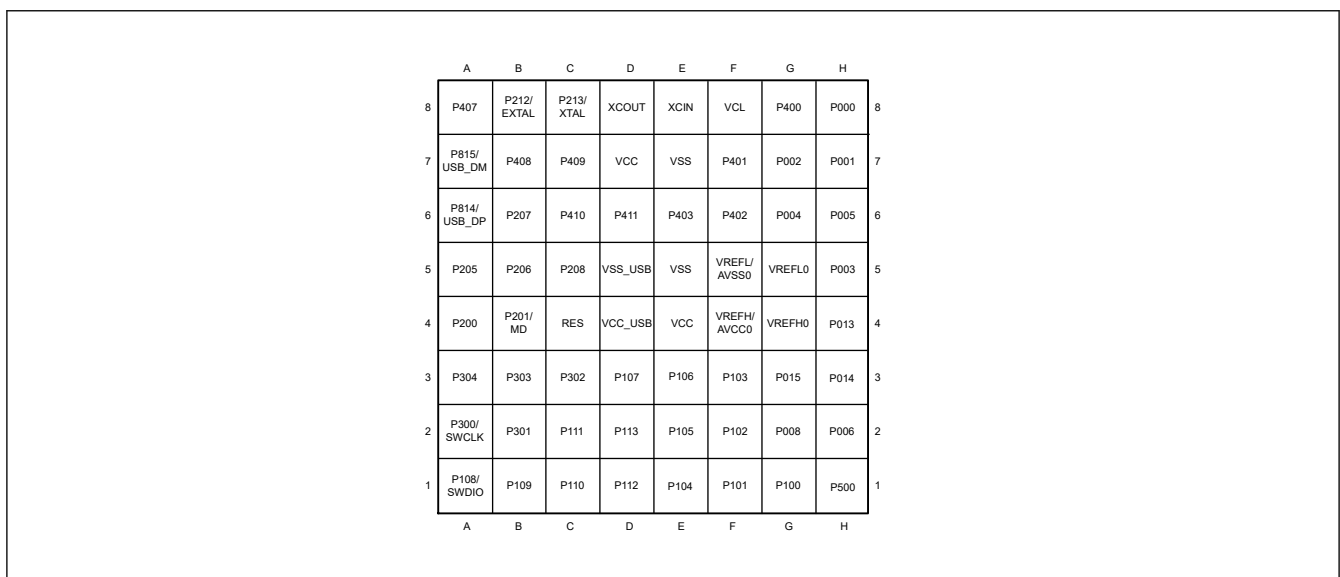 A B C D E F G H
8 P407 P212/ EXTAL P213/ XTAL XCOUT XCIN VCL P400 P000 8
7 P815/ USB_DM P408 P409 VCC VSS P401 P002 P001 7
6 P814/ USB_DP P207 P410 P411 P403 P402 P004 P005 6
5 P205 P206 P208 VSS_USB VSS VREFL/ AVSS0 VREFL0 P003 5
4 P200 P201/ MD RES VCC_USB VCC VREFH/ AVCC0 VREFH0 P013 4
3 P304 P303 P302 P107 P106 P103 P015 P014 3
2 P300/ SWCLK P301 P111 P113 P105 P102 P008 P006 2
1 P108/ SWDIO P109 P110 P112 P104 P101 P100 P500 1
A B C D E F G H